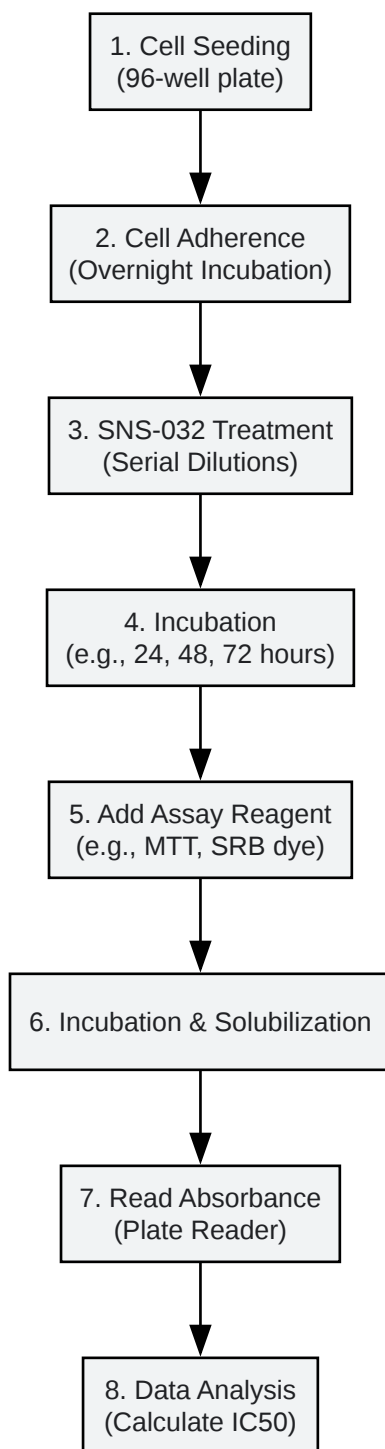 1. Cell Seeding
(96-well plate)
2. Cell Adherence
(Overnight Incubation)
3. SNS-032 Treatment
(Serial Dilutions)
4. Incubation
(e.g., 24, 48, 72 hours)
5. Add Assay Reagent
(e.g., MTT, SRB dye)
6. Incubation & Solubilization
7. Read Absorbance
(Plate Reader)
8. Data Analysis
(Calculate IC50)